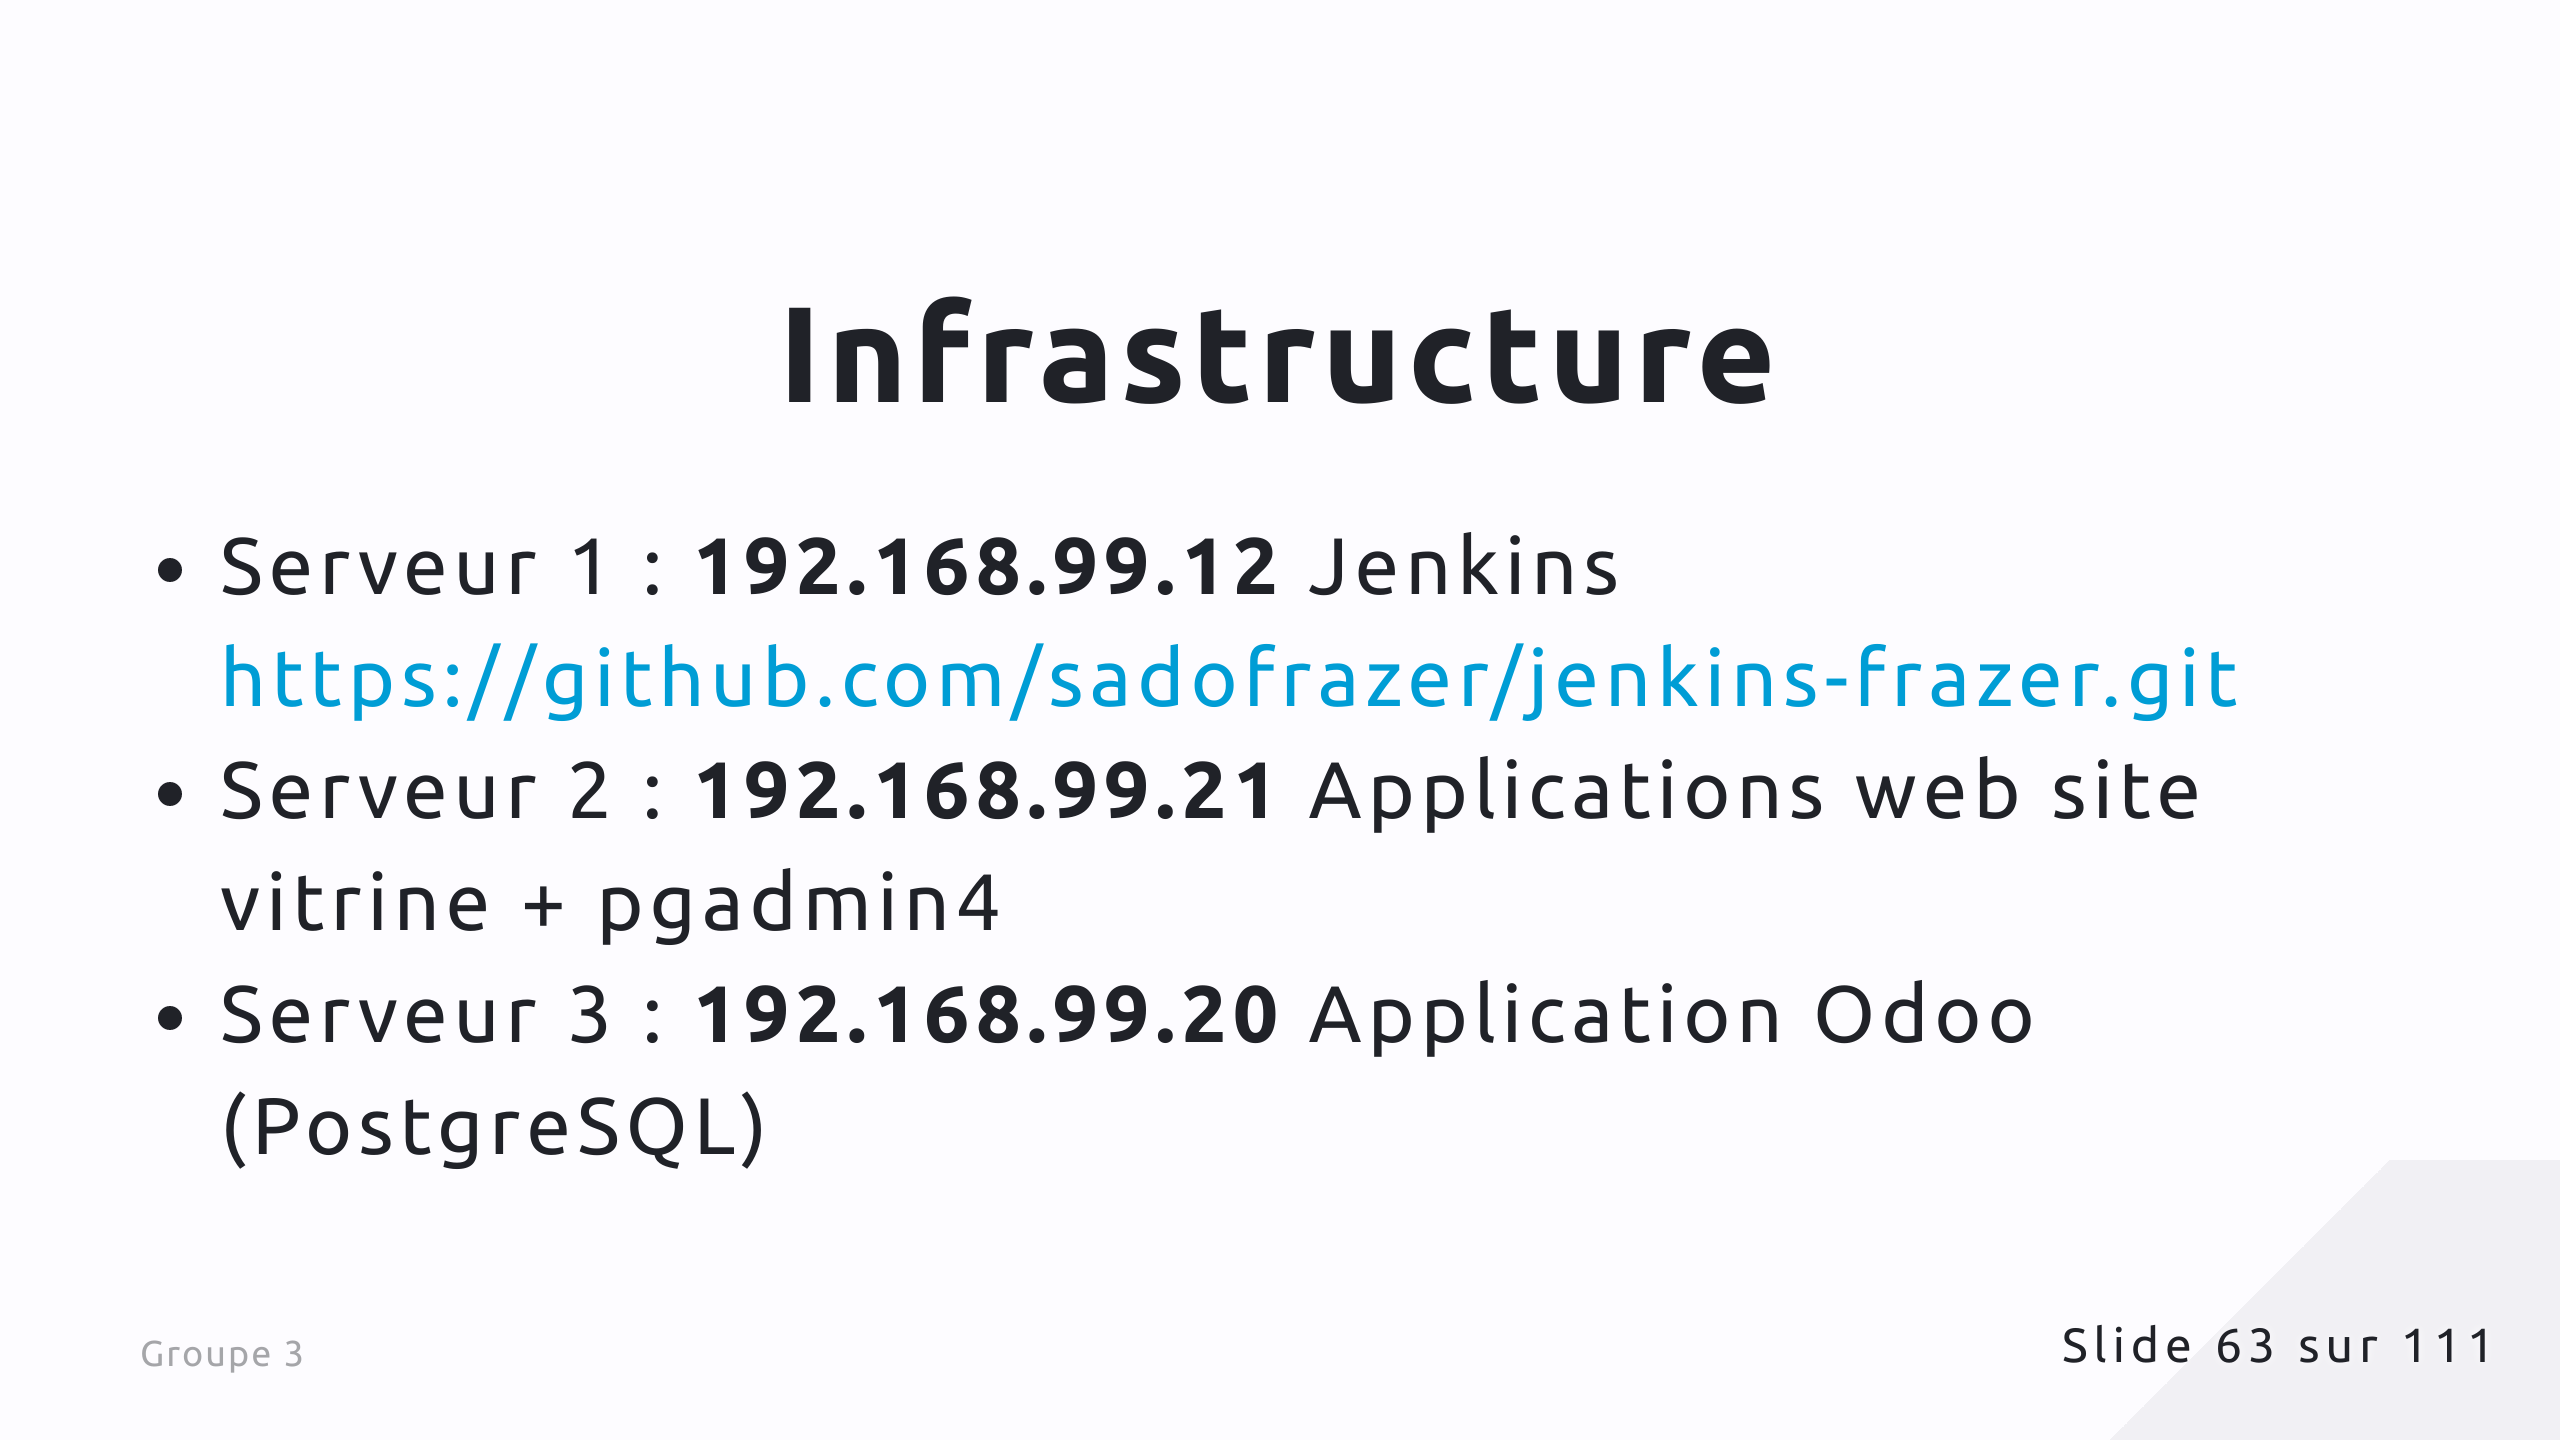 Infrastructure
• Serveur 1 : 192.168.99.12 Jenkins
https://github.com/sadofrazer/jenkins-frazer.git
• Serveur 2 : 192.168.99.21 Applications web site
vitrine + pgadmin4
• Serveur 3 : 192.168.99.20 Application Odoo
(PostgreSQL)
Groupe 3
Slide 63 sur 111